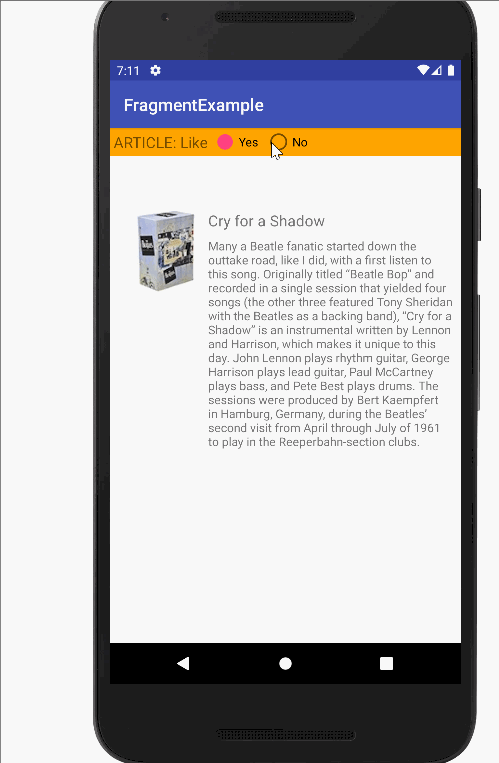 7:11
FragmentExample
ARTICLE: Like Yes No
Cry for a Shadow
Many a Beatle fanatic started down the
outtake road, like I did, with a first listen to
this song. Originally titled “Beatle Bop” and
recorded in a single session that yielded four
songs (the other three featured Tony Sheridan
with the Beatles as a backing band), “Cry for a
Shadow” is an instrumental written by Lennon
and Harrison, which makes it unique to this
day. John Lennon plays rhythm guitar, George
Harrison plays lead guitar, Paul McCartney
plays bass, and Pete Best plays drums. The
sessions were produced by Bert Kaempfert
in Hamburg, Germany, during the Beatles’
second visit from April through July of 1961
to play in the Reeperbahn-section clubs.